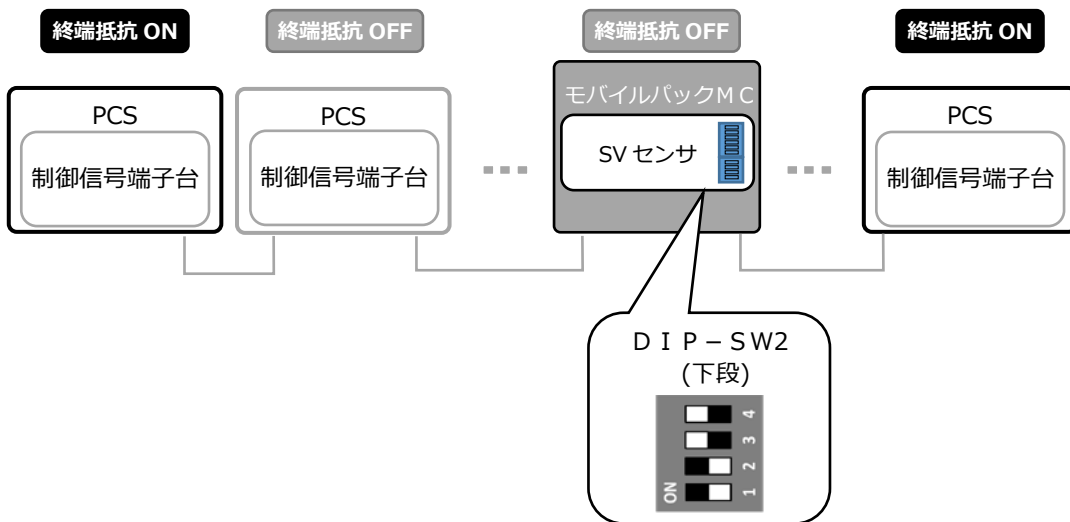 終端抵抗 ON
終端抵抗 OFF
終端抵抗 OFF
終端抵抗 ON
PCS
制御信号端子台
PCS
制御信号端子台
モバイルパックＭＣ
SV センサ
PCS
制御信号端子台
ＤＩＰ－ＳＷ2
(下段)
4
3
2
1
ON